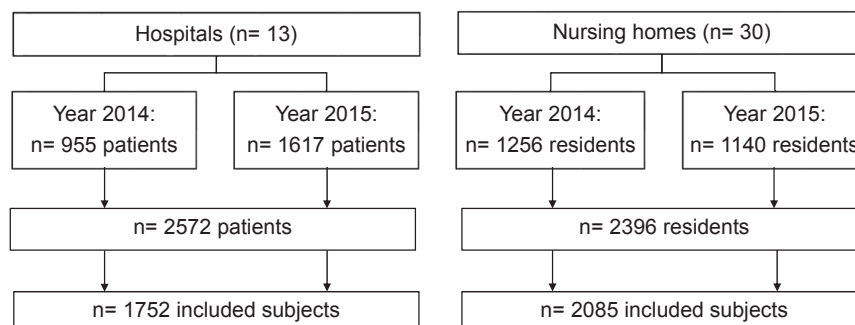 Hospitals (n= 13)
Year 2014:
n= 955 patients
Year 2015:
n= 1617 patients
n= 2572 patients
n= 1752 included subjects
Nursing homes (n= 30)
Year 2014:
n= 1256 residents
Year 2015:
n= 1140 residents
n= 2396 residents
n= 2085 included subjects